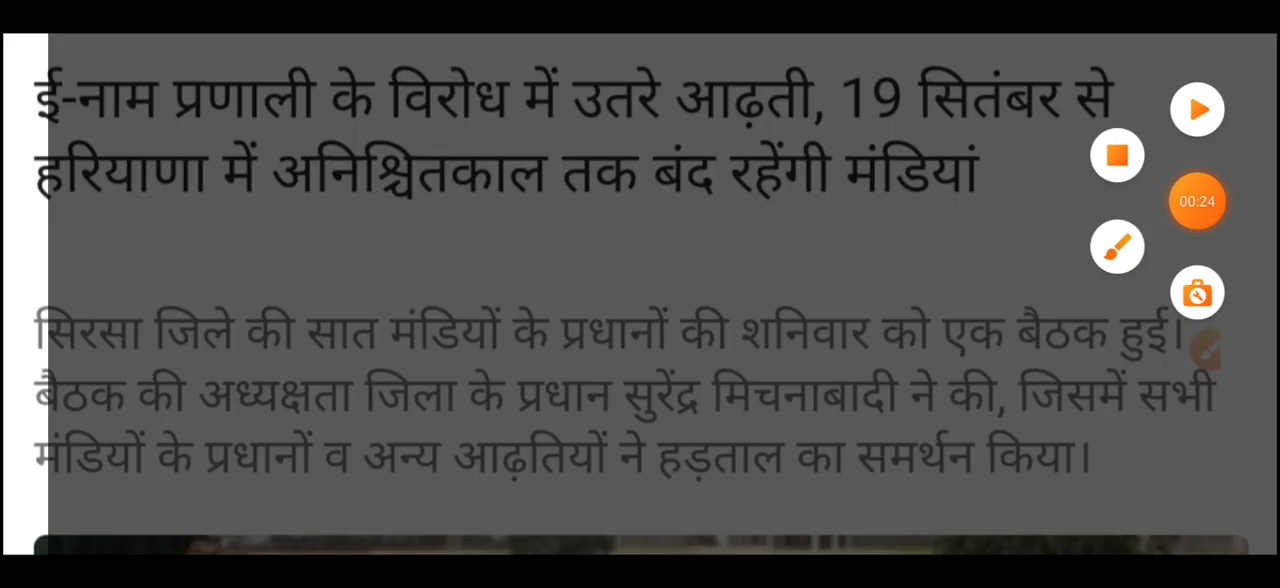 ई-नाम प्रणाली के विरोध में उतरे आढ़ती, 19 सितंबर से
हरियाणा में अनिश्चितकाल तक बंद रहेंगी मंडियां
00:24
सिरसा जिले की सात मंडियों के प्रधानों की शनिवार को एक बैठक हुई।
बैठक की अध्यक्षता जिला के प्रधान सुरेंद्र मिचनाबादी ने की, जिसमें सभी
मंडियों के प्रधानों व अन्य आढ़तियों ने हड़ताल का समर्थन किया।